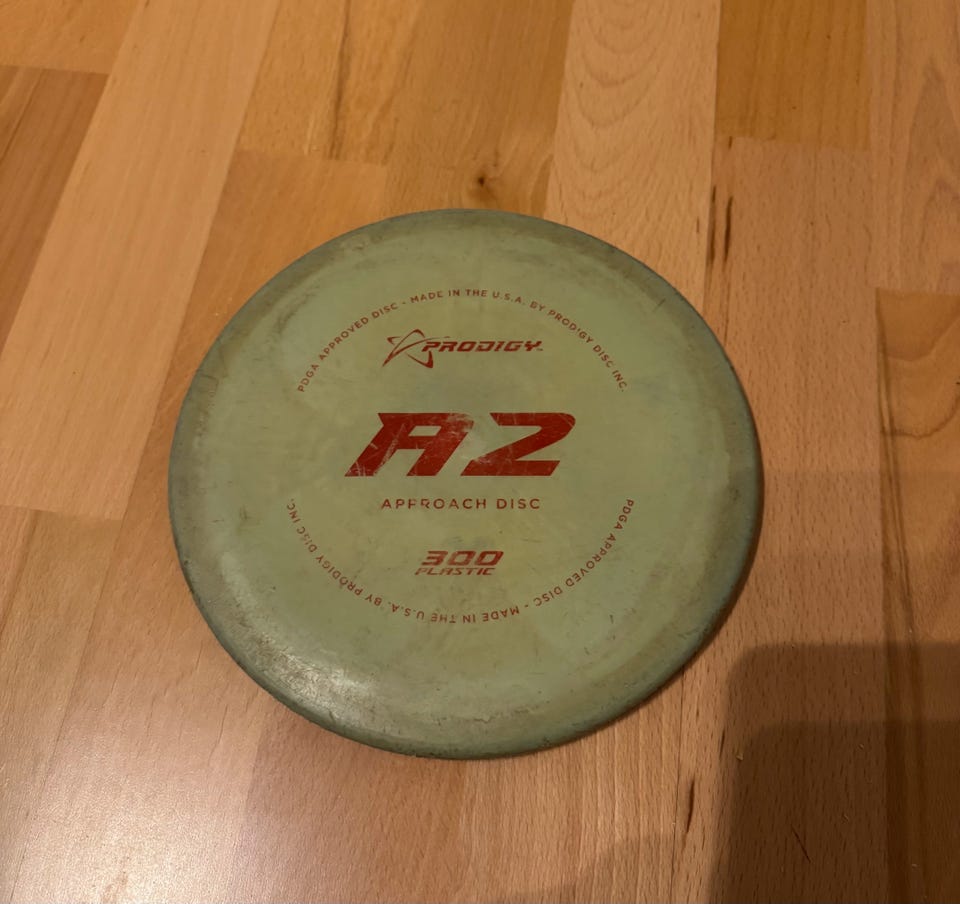 PDGA APPROVED DISC - MADE IN THE U.S.A. BY PRODIGY DISC INC.
PRODIGY™
A2
APPROACH DISC
300
PLASTIC
PDGA APPROVED DISC - MADE IN THE U.S.A. BY PRODIGY DISC INC.